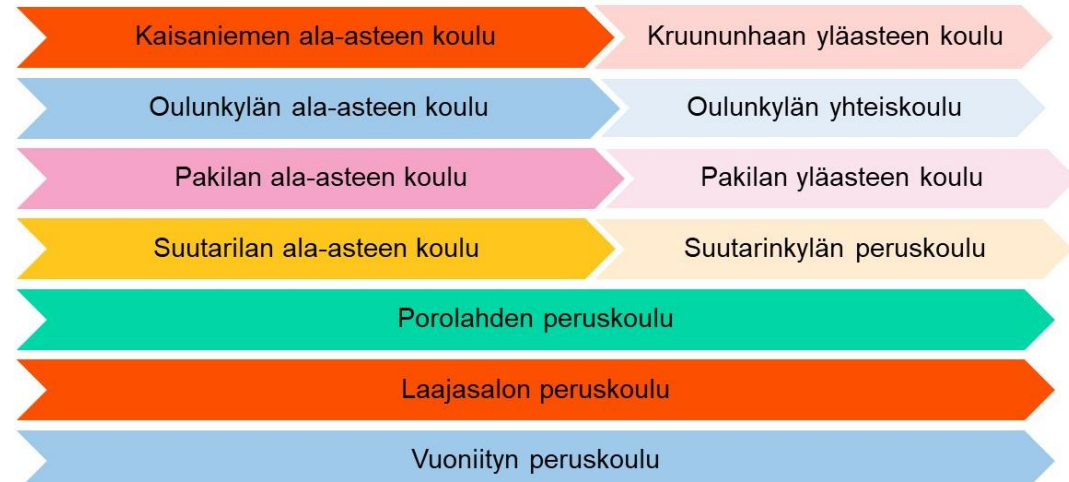 Kaisaniemen ala-asteen koulu Kruununhaan yläasteen koulu
Oulunkylän ala-asteen koulu Oulunkylän yhteiskoulu
Pakilan ala-asteen koulu Pakilan yläasteen koulu
Suutarilan ala-asteen koulu Suutarinkylän peruskoulu
Porolahden peruskoulu
Laajasalon peruskoulu
Vuoniityn peruskoulu